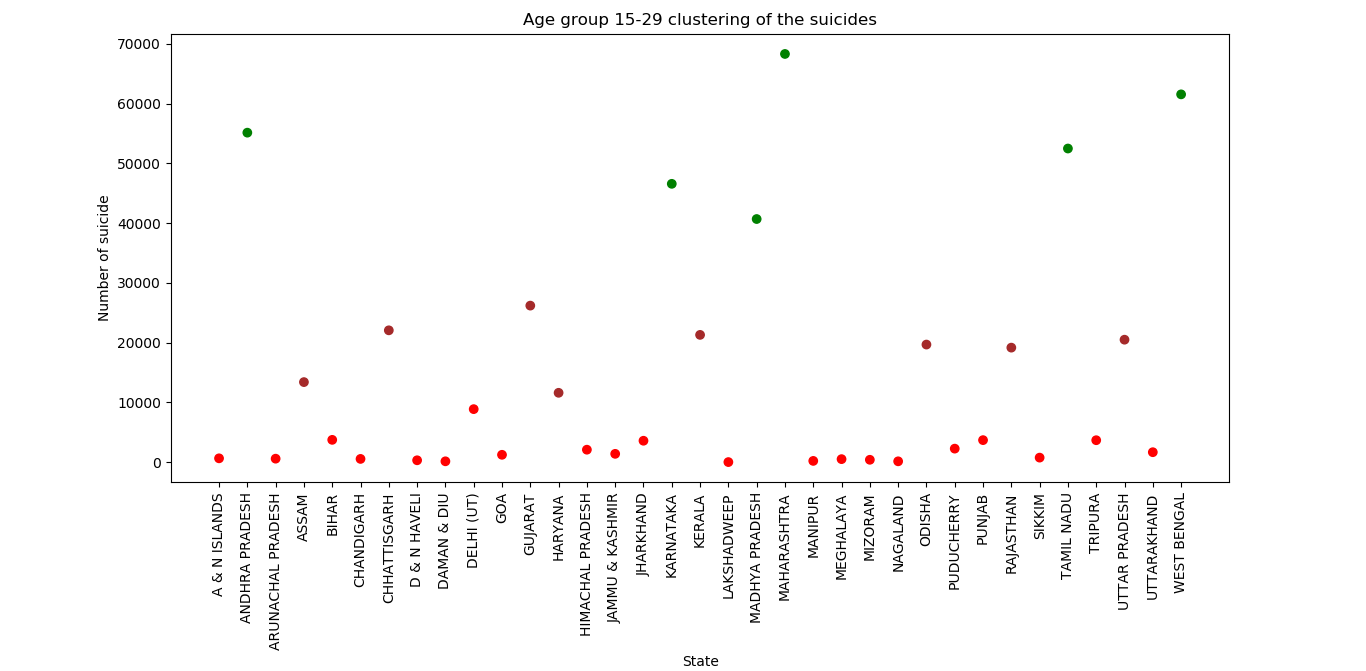 Age group 15-29 clustering of the suicides
Number of suicide
70000
60000
50000
40000
30000
20000
10000
0
A & N ISLANDS
ANDHRA PRADESH
ARUNACHAL PRADESH
ASSAM
BIHAR
CHANDIGARH
CHHATTISGARH
D & N HAVELI
DAMAN & DIU
DELHI (UT)
GOA
GUJARAT
HARYANA
HIMACHAL PRADESH
JAMMU & KASHMIR
JHARKHAND
KARNATAKA
KERALA
LAKSHADWEEP
MADHYA PRADESH
MAHARASHTRA
MANIPUR
MEGHALAYA
MIZORAM
NAGALAND
ODISHA
PUDUCHERRY
PUNJAB
RAJASTHAN
SIKKIM
TAMIL NADU
TRIPURA
UTTAR PRADESH
UTTARAKHAND
WEST BENGAL
State